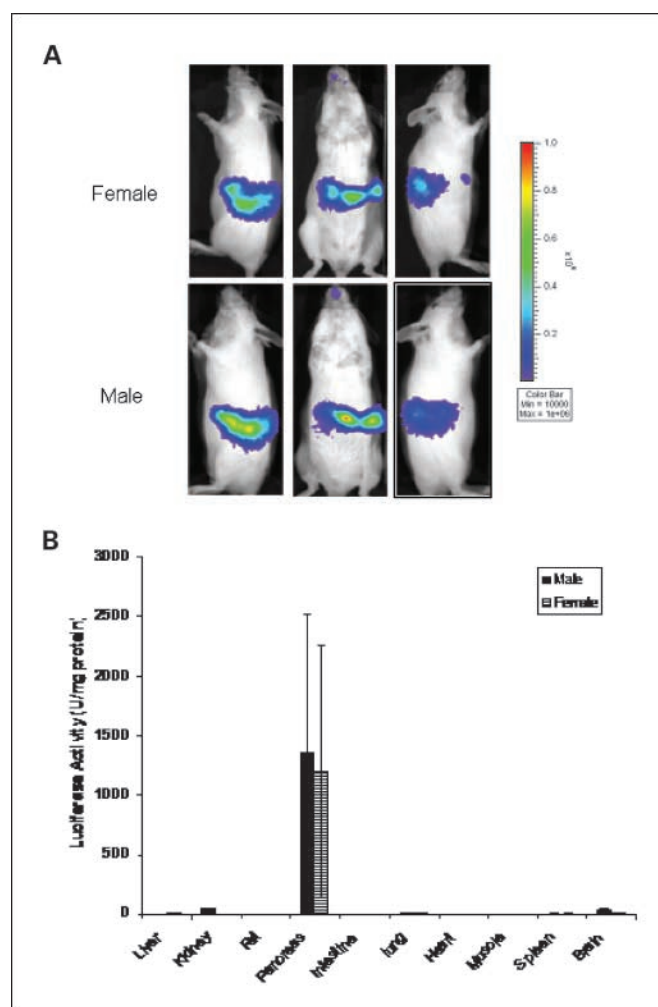 A
Female
Male
1.0
0.8
0.6
0.4
0.2
Color Bar
Min = 10000
Max = 1e+06
B
3000
2500
2000
1500
1000
500
0
Luciferase Activity (U/mg protein)
Male
Female
Liver
Kidney
Fat
Pancreas
Intestine
lung
Heart
Muscle
Spleen
Brain